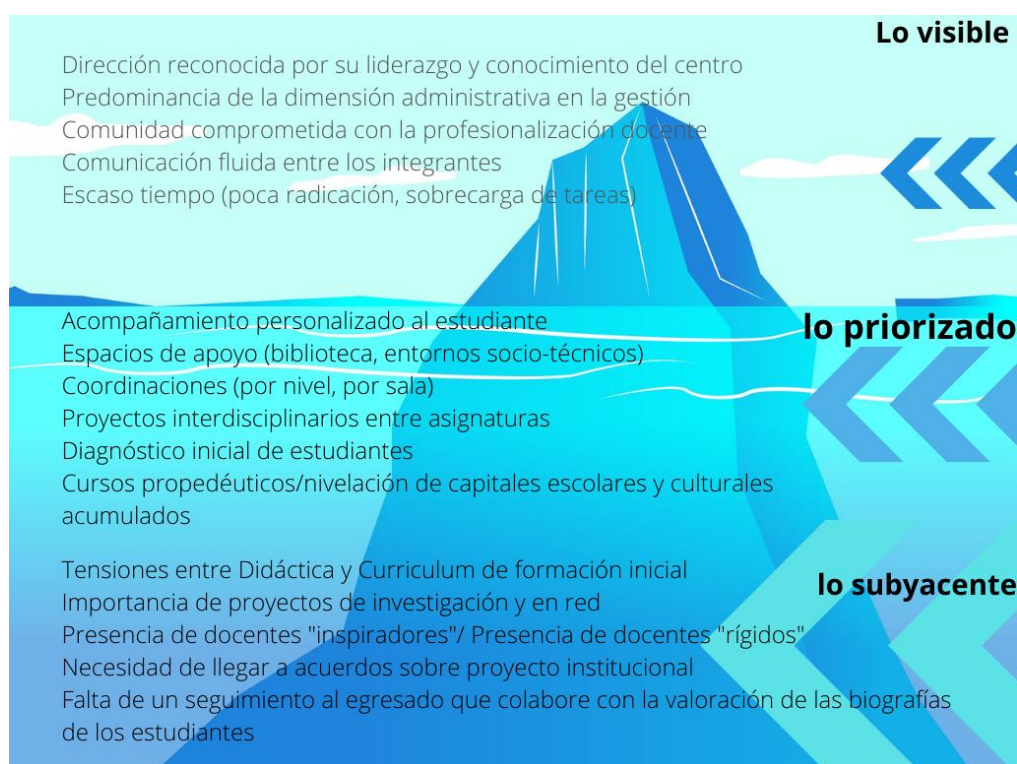 Lo visible
Dirección reconocida por su liderazgo y conocimiento del centro
Predominancia de la dimensión administrativa en la gestión
Comunidad comprometida con la profesionalización docente
Comunicación fluida entre los integrantes
Escaso tiempo (poca radicación, sobrecarga de tareas)
lo priorizado
Acompañamiento personalizado al estudiante
Espacios de apoyo (biblioteca, entornos socio-técnicos)
Coordinaciones (por nivel, por sala)
Proyectos interdisciplinarios entre asignaturas
Diagnóstico inicial de estudiantes
Cursos propedéuticos/nivelación de capitales escolares y culturales
acumulados
lo subyacente
Tensiones entre Didáctica y Curriculum de formación inicial
Importancia de proyectos de investigación y en red
Presencia de docentes "inspiradores"/ Presencia de docentes "rígidos"
Necesidad de llegar a acuerdos sobre proyecto institucional
Falta de un seguimiento al egresado que colabore con la valoración de las biografías
de los estudiantes